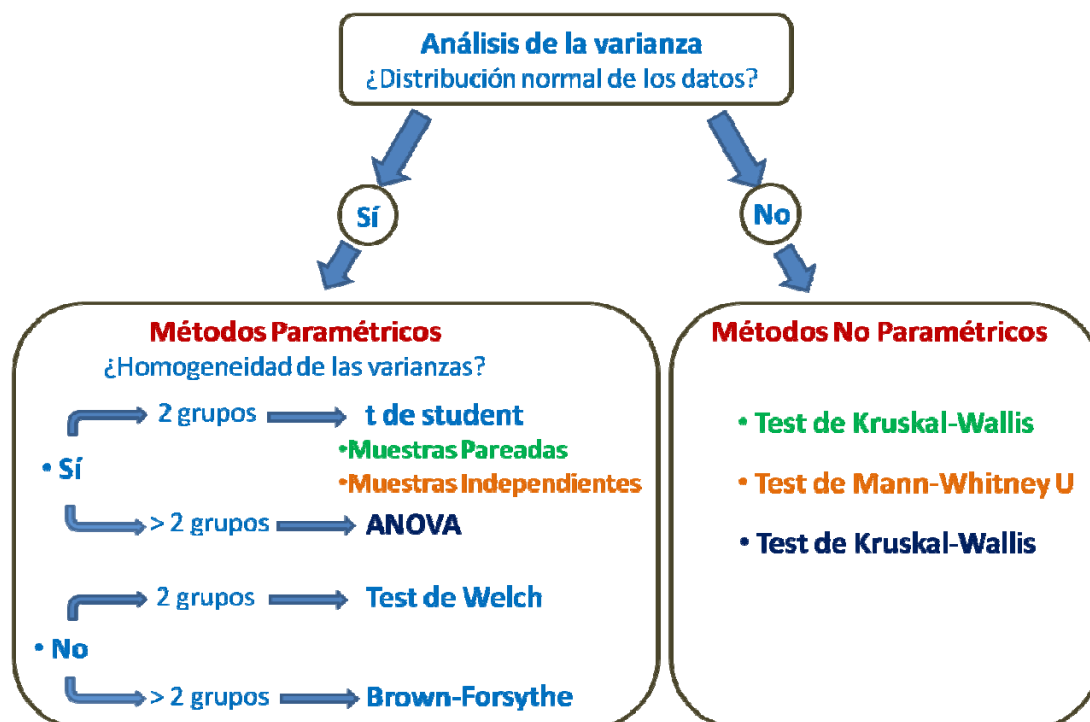 Análisis de la varianza
¿Distribución normal de los datos?
Sí
No
Métodos Paramétricos
¿Homogeneidad de las varianzas?
2 grupos
t de student
•Muestras Pareadas
• Sí
•Muestras Independientes
> 2 grupos
ANOVA
2 grupos
Test de Welch
• No
> 2 grupos
Brown-Forsythe
Métodos No Paramétricos
• Test de Kruskal-Wallis
• Test de Mann-Whitney U
• Test de Kruskal-Wallis